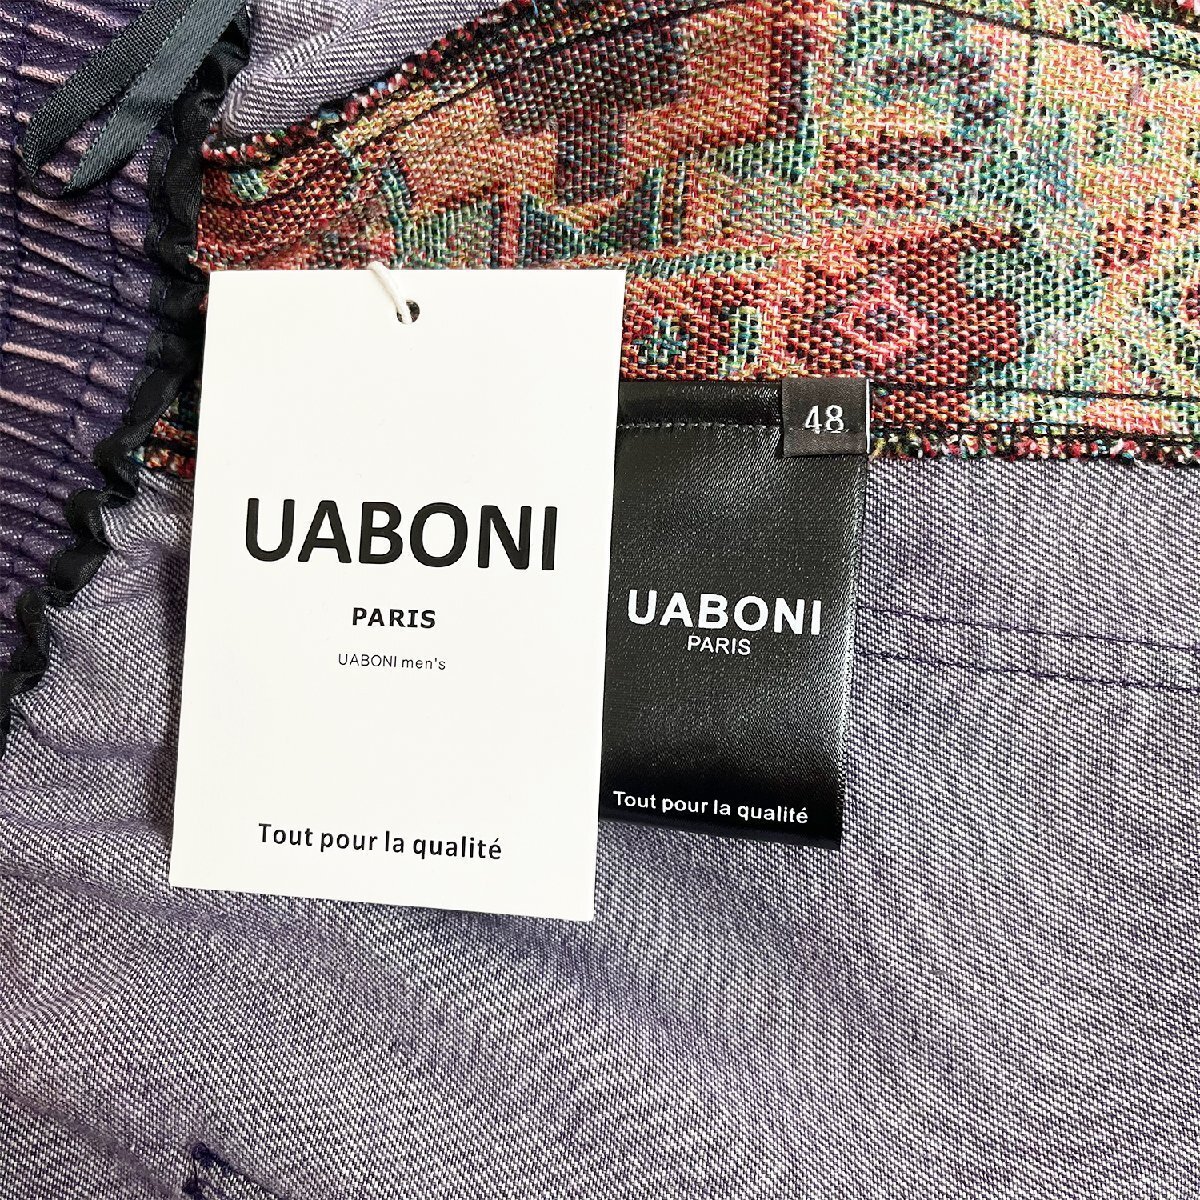 UABONI
PARIS
UABONI men's
Tout pour la qualité
48
UABONI
PARIS
Tout pour la qualité